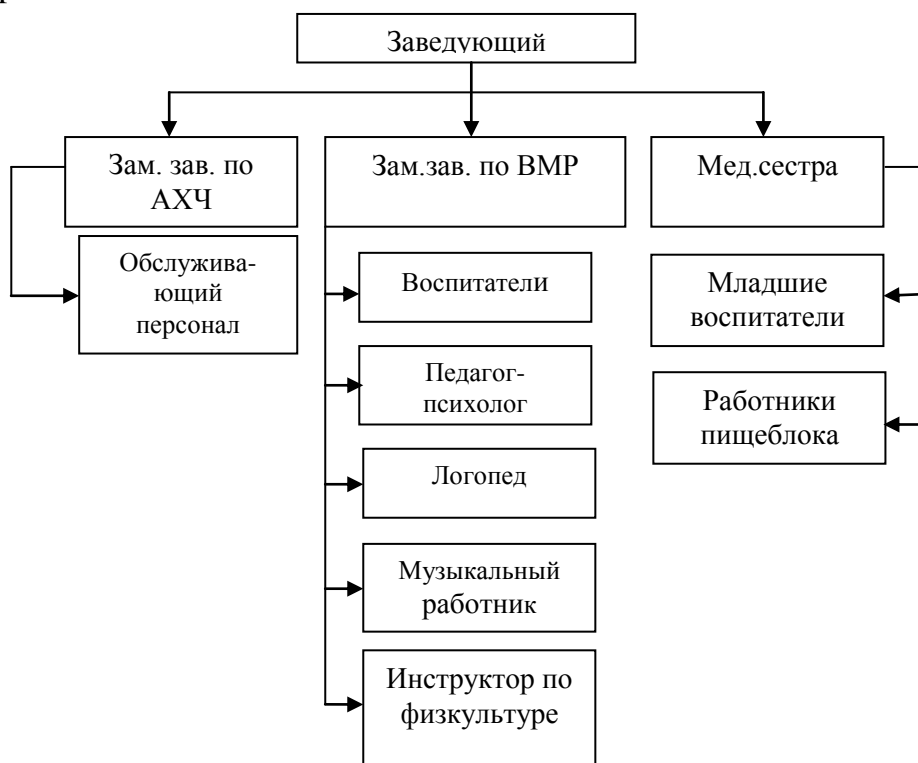 Заведующий
Зам. зав. по
АХЧ
Зам.зав. по ВМР
Мед.сестра
Обслужива-
ющий
персонал
Воспитатели
Педагог-
психолог
Логопед
Музыкальный
работник
Инструктор по
физкультуре
Младшие
воспитатели
Работники
пищеблока